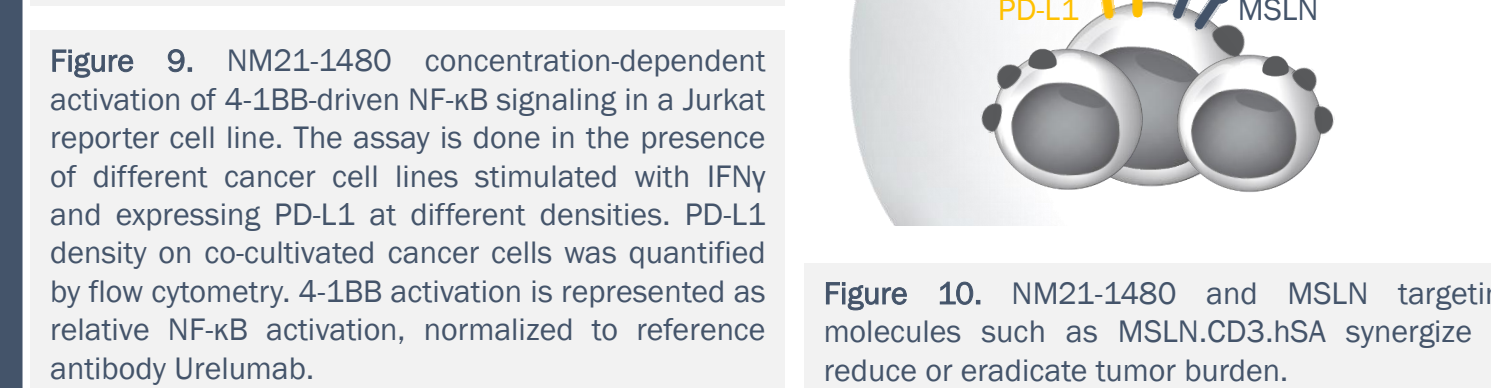 Figure 9. NM21-1480 concentration-dependent
activation of 4-1BB-driven NF-κB signaling in a Jurkat
reporter cell line. The assay is done in the presence
of different cancer cell lines stimulated with IFNγ
and expressing PD-L1 at different densities. PD-L1
density on co-cultivated cancer cells was quantified
by flow cytometry. 4-1BB activation is represented as
relative NF-κB activation, normalized to reference
antibody Urelumab.
PD-L1 MSLN
Figure 10. NM21-1480 and MSLN
molecules such as MSLN.CD3.hSA synergize
reduce or eradicate tumor burden.